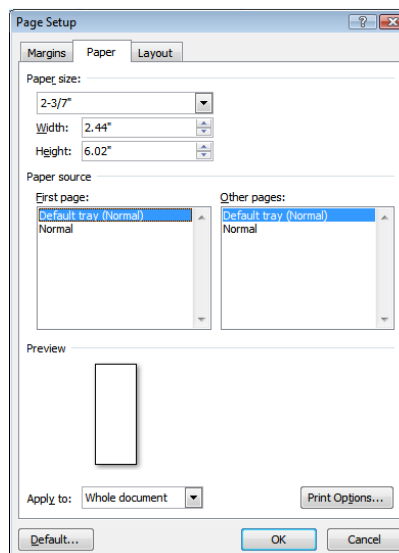 Page Setup
Margins Paper Layout
Paper size:
2-3/7"
Width: 2.44"
Height: 6.02"
Paper source
First page: Other pages:
Default tray (Normal) Default tray (Normal)
Normal Normal
Preview
Apply to: Whole document Print Options...
Default... OK Cancel